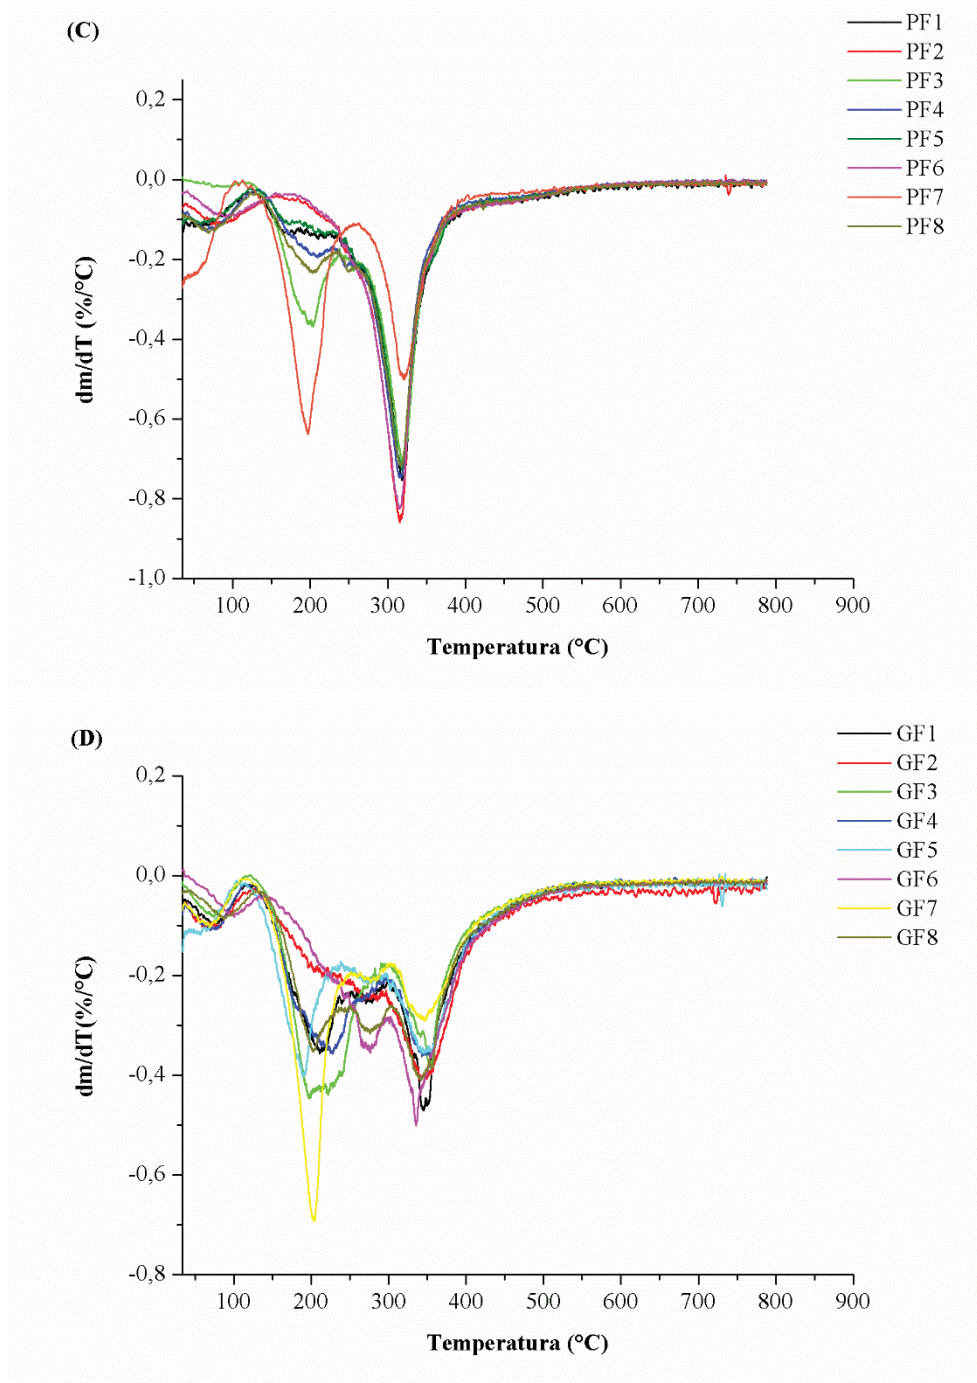 (C)
PF1
PF2
PF3
PF4
PF5
PF6
PF7
PF8
0,2
0,0
-0,2
-0,4
-0,6
-0,8
-1,0
dm/dT (%/°C)
100 200 300 400 500 600 700 800 900
Temperatura (°C)
(D)
GF1
GF2
GF3
GF4
GF5
GF6
GF7
GF8
0,2
0,0
-0,2
-0,4
-0,6
-0,8
dm/dT(%/°C)
100 200 300 400 500 600 700 800 900
Temperatura (°C)